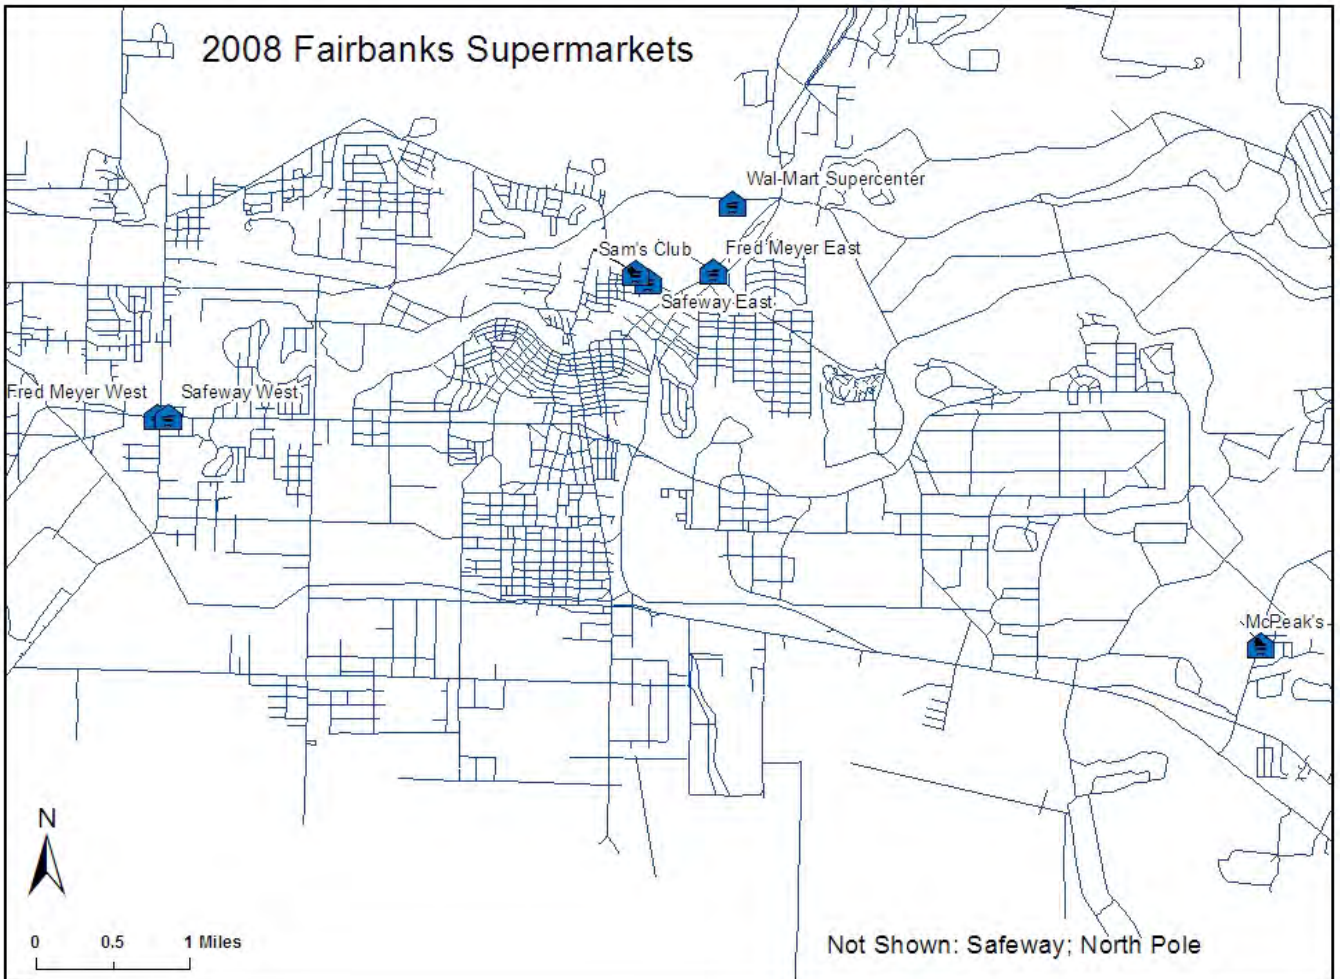 2008 Fairbanks Supermarkets
Wal-Mart Supercenter
Sam's Club
Fred Meyer East
Safeway East
Fred Meyer West
Safeway West
McPeak's
N
0 0.5 1 Miles
Not Shown: Safeway; North Pole